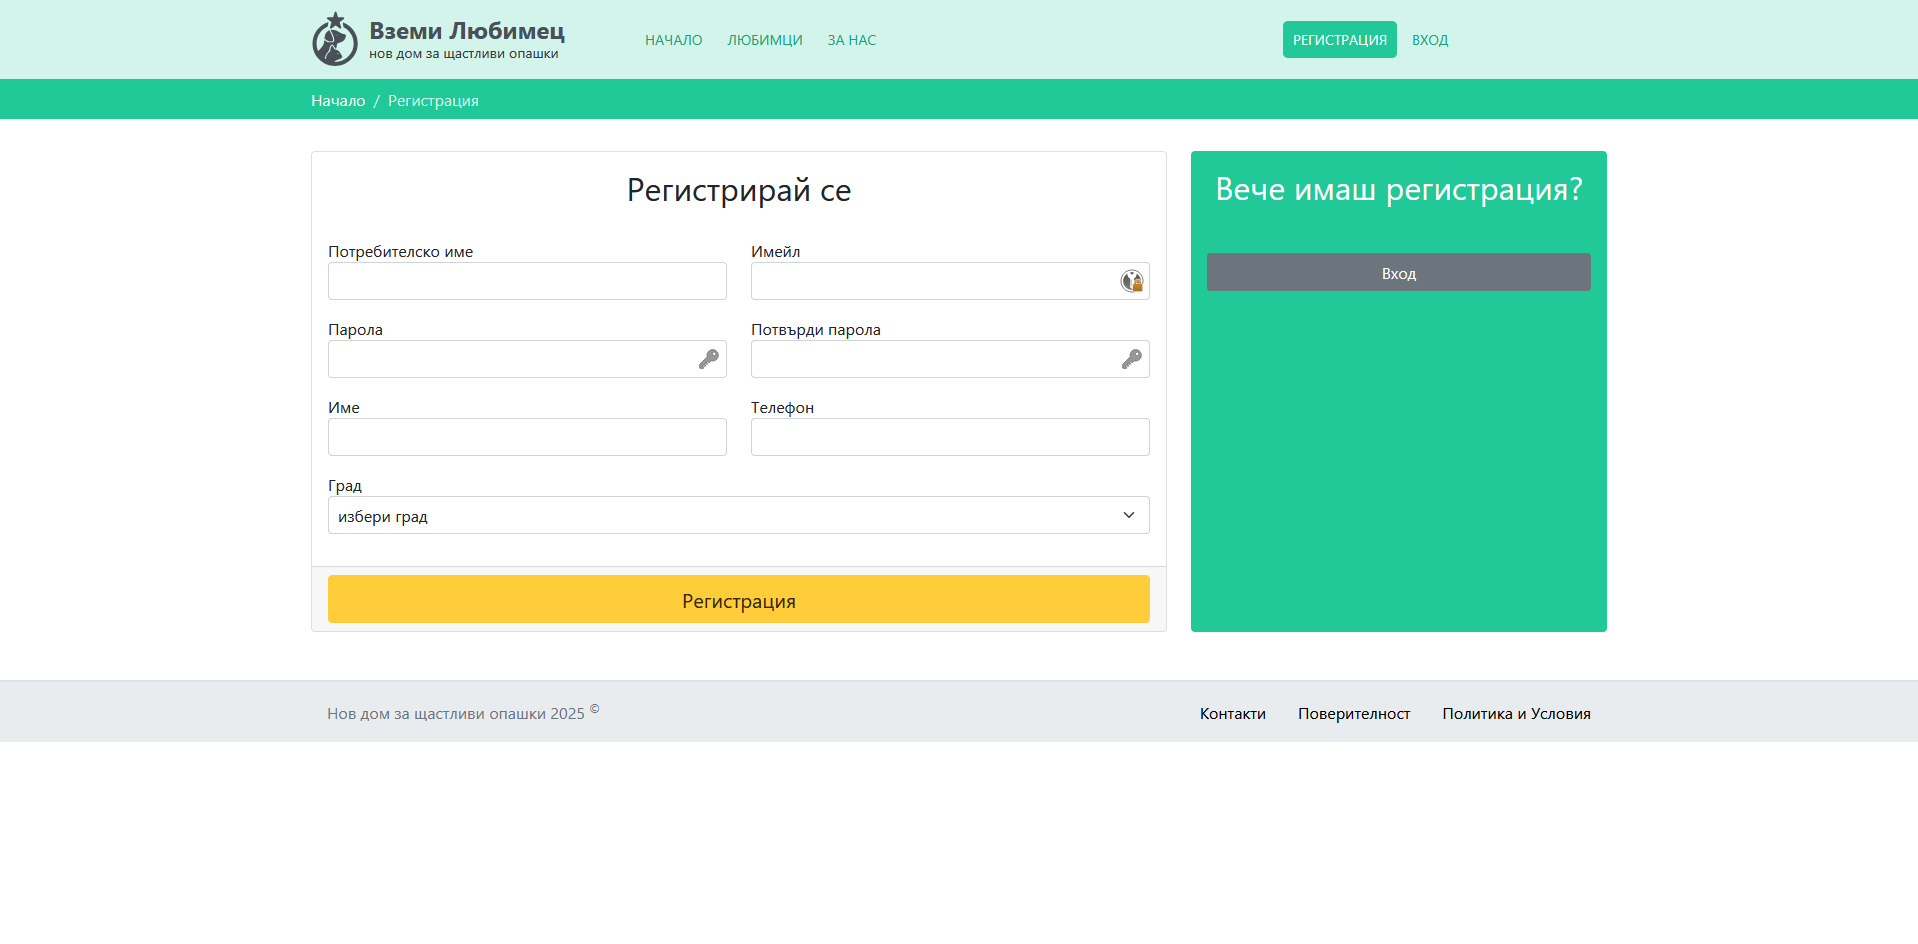 Вземи Любимец
нов дом за щастливи опашки
НАЧАЛО ЛЮБИМЦИ ЗА НАС
РЕГИСТРАЦИЯ ВХОД
Начало / Регистрация
Регистрирай се
Потребителско име
Имейл
Парола
Потвърди парола
Име
Телефон
Град
избери град
Регистрация
Вече имаш регистрация?
Вход
Нов дом за щастливи опашки 2025 ©
Контакти Поверителност Политика и Условия